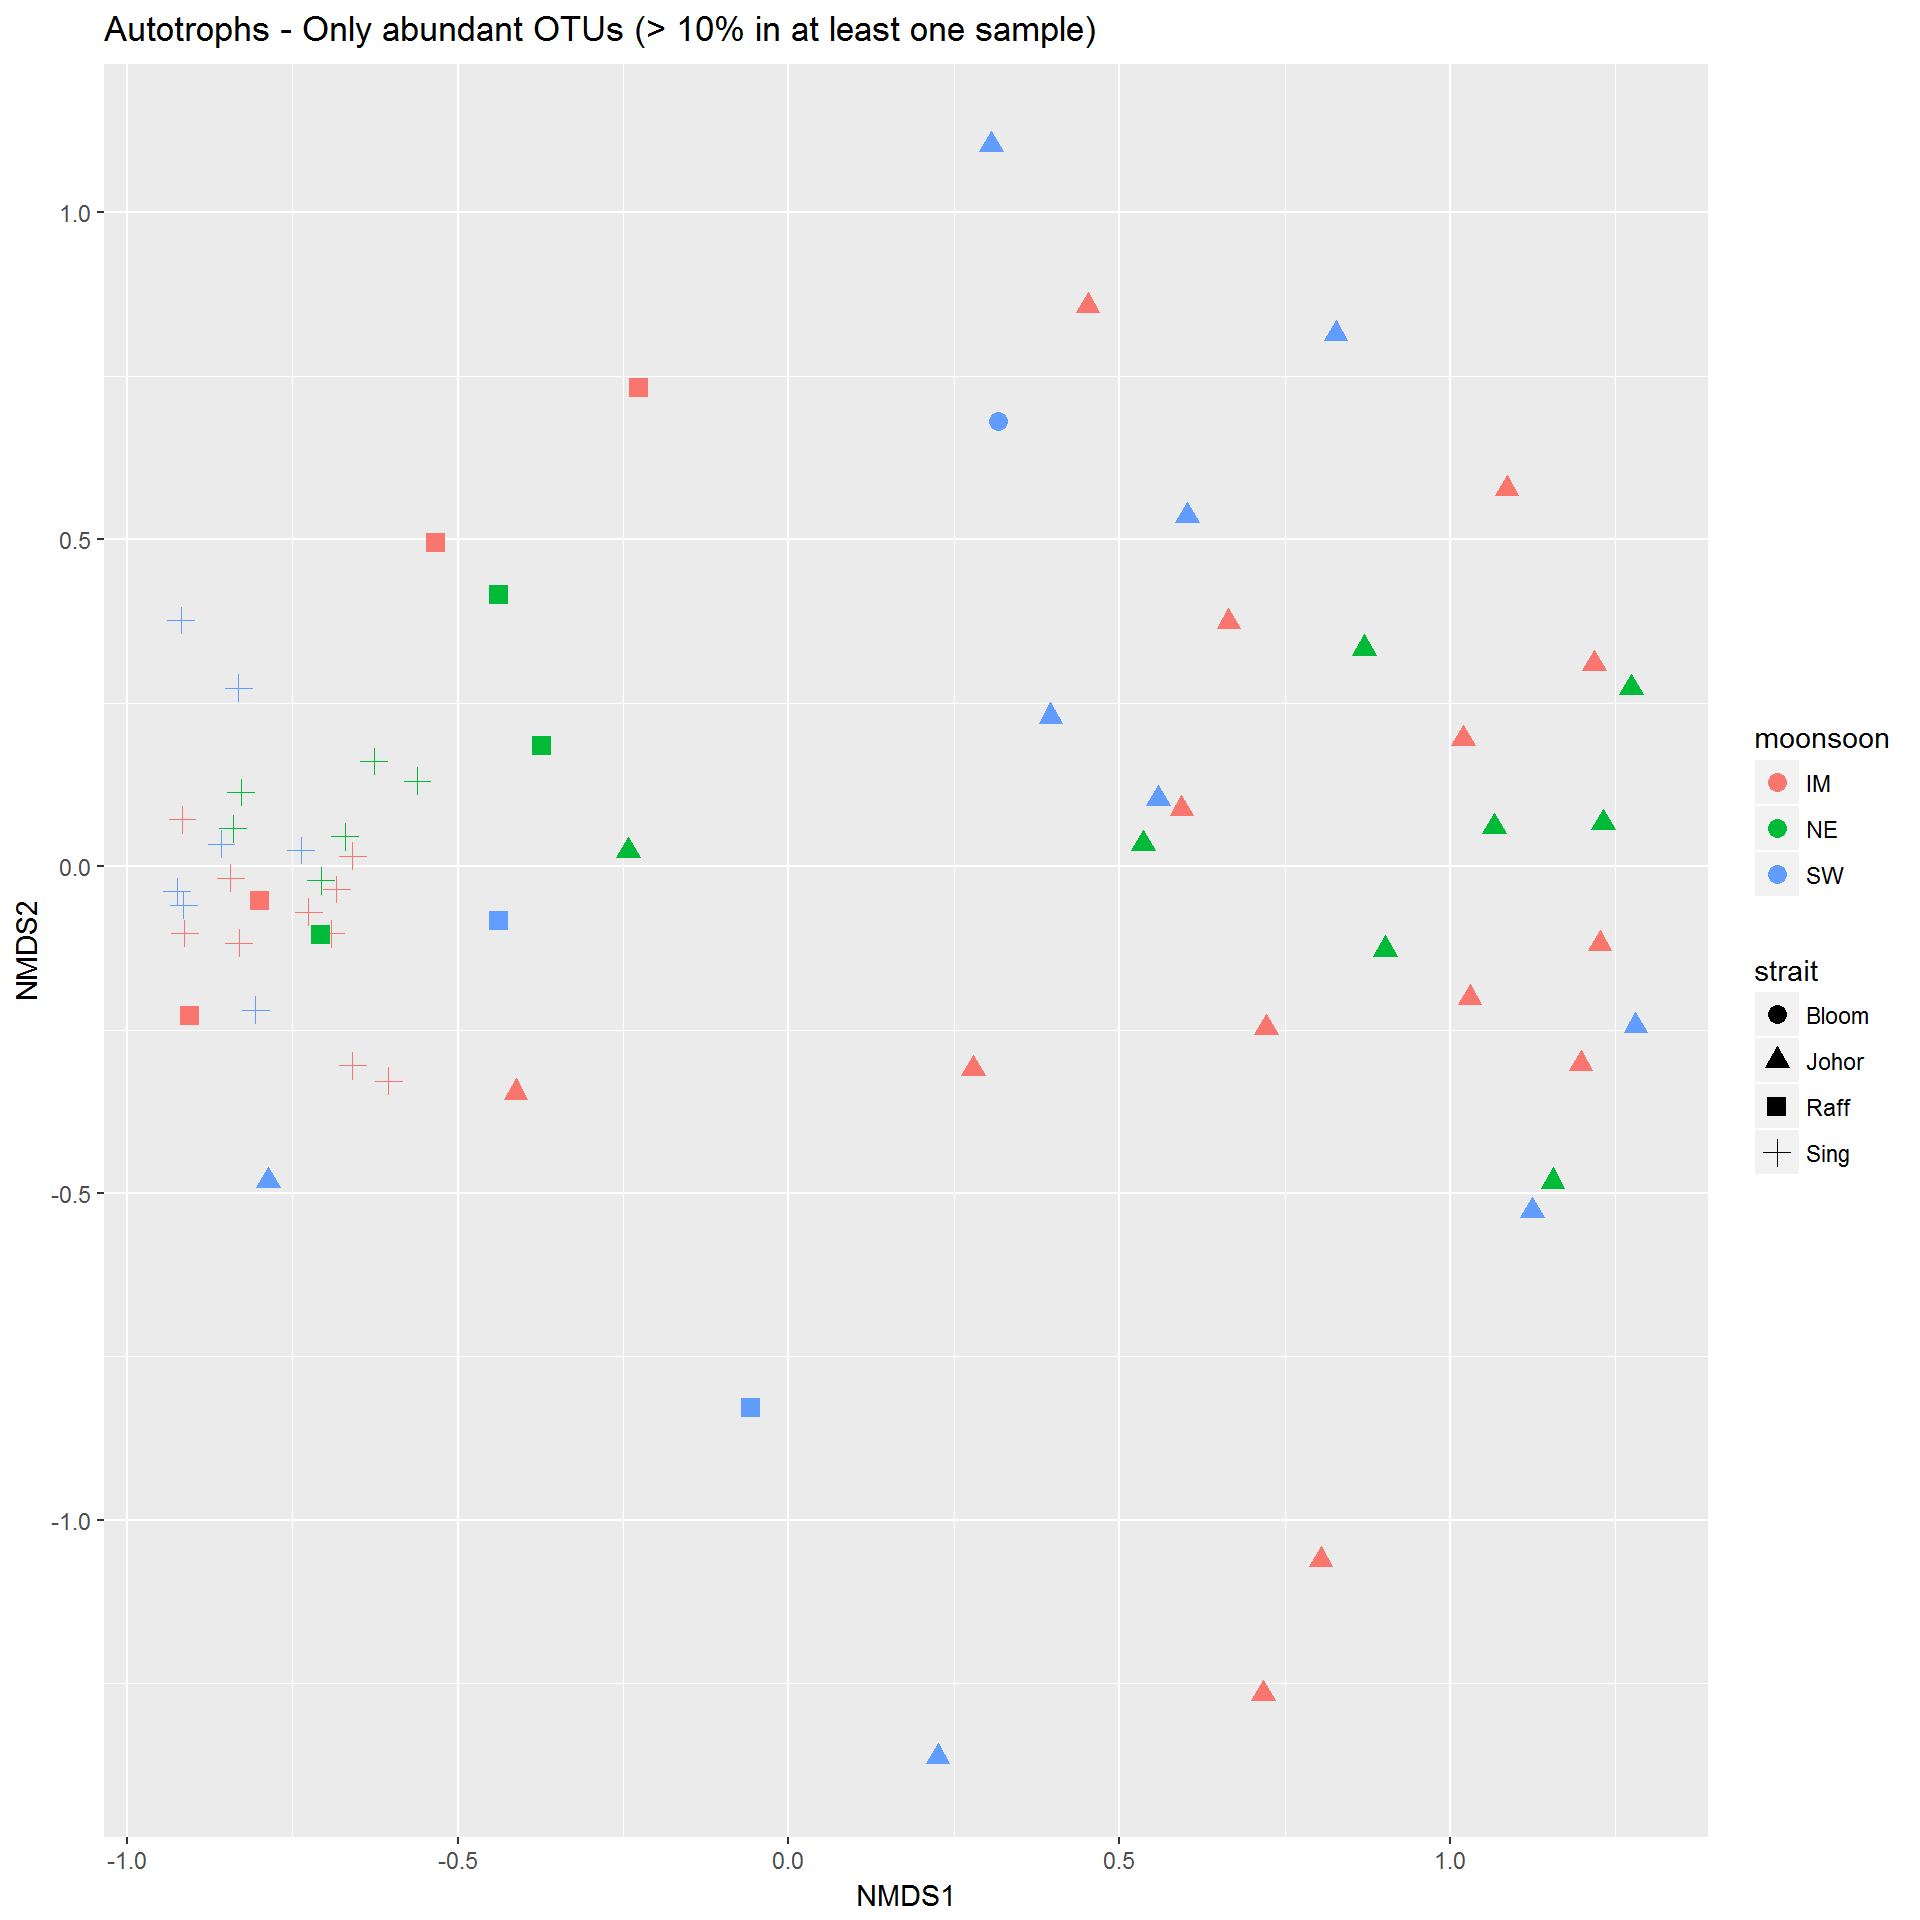 Autotrophs - Only abundant OTUs (> 10% in at least one sample)
1.0
0.5
0.0
-0.5
-1.0
NMDS2
-1.0
-0.5
0.0
0.5
1.0
NMDS1
moonsoon
IM
NE
SW
strait
Bloom
Johor
Raff
Sing